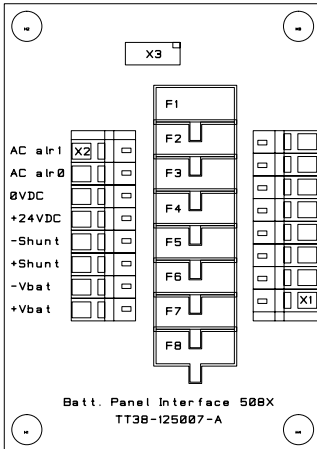 X3
F1
F2
AC alr1 X2
F3
AC alr0
0VDC
F4
+24VDC
F5
-Shunt
+Shunt
F6
-Vbat
X1
+Vbat
F7
F8
Batt. Panel Interface 508X
TT38-125007-A